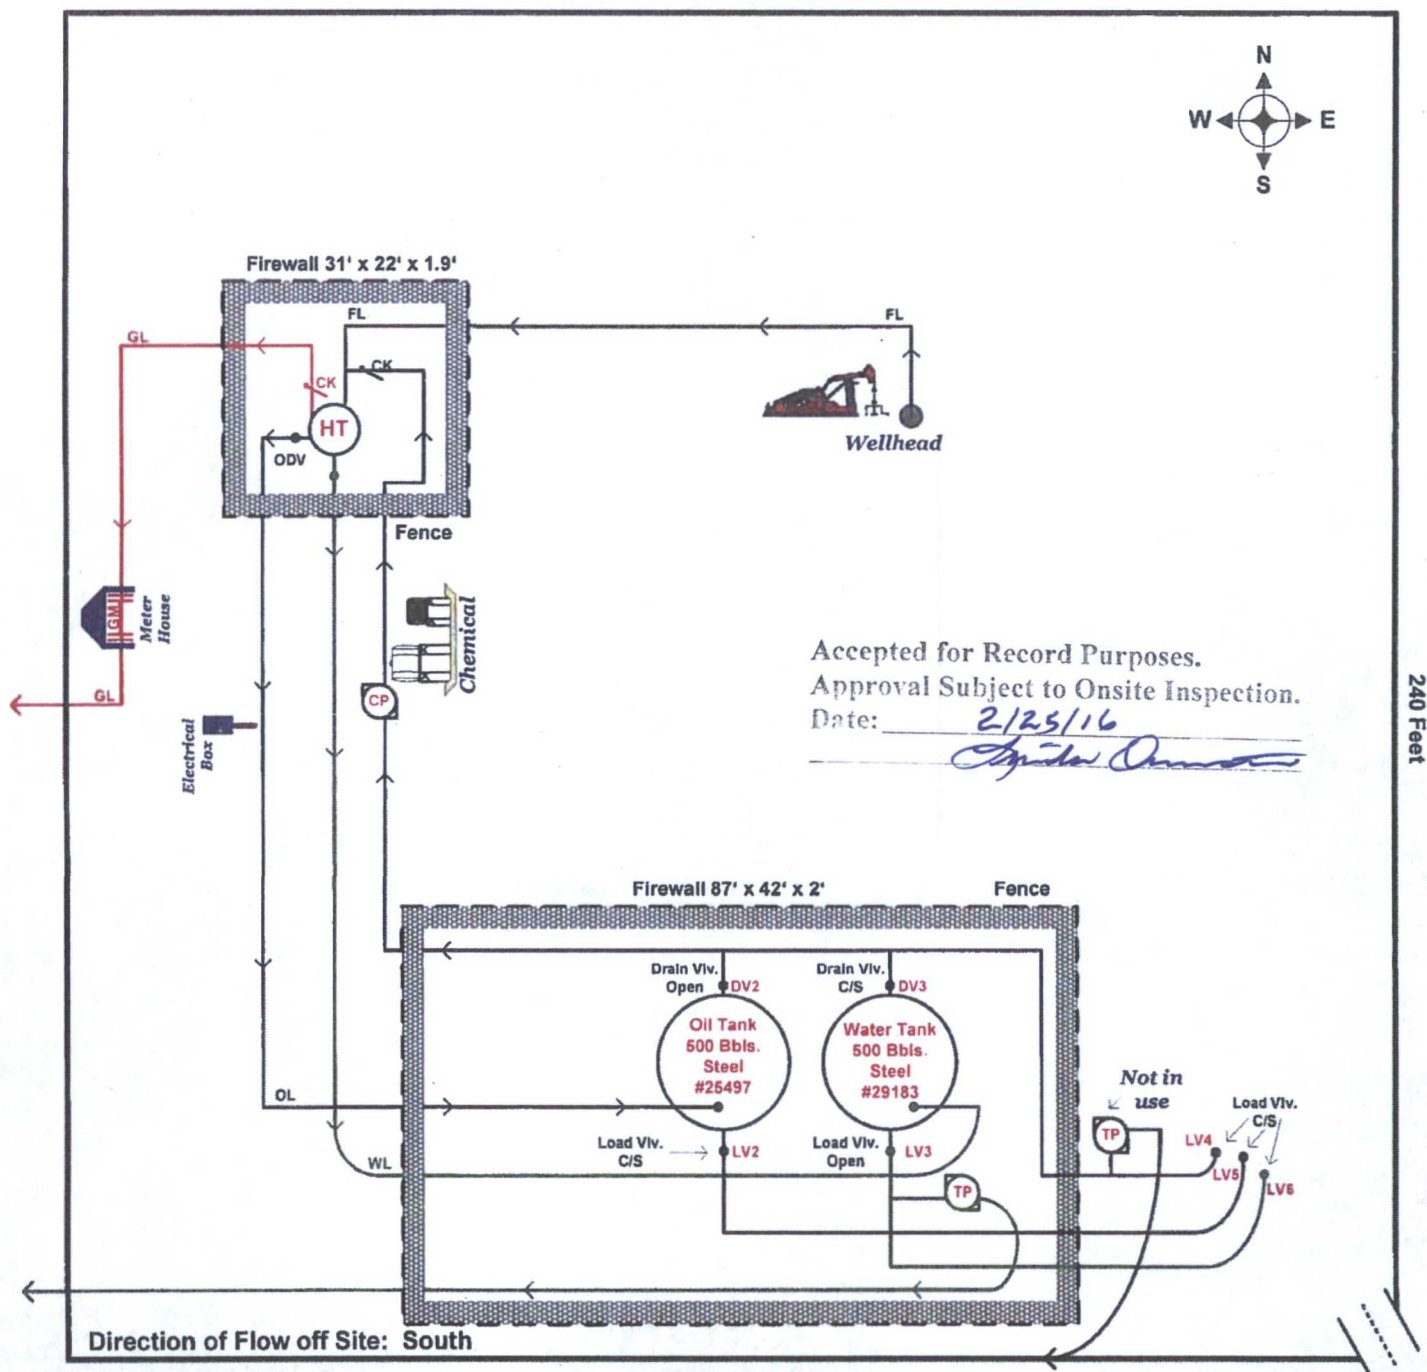 N
W E
S
Firewall 31' x 22' x 1.9'
FL
FL
GL
CK
CK
HT
ODV
Wellhead
Fence
GM
Meter
House
Chemical
GL
CP
Electrical
Box
Accepted for Record Purposes.
Approval Subject to Onsite Inspection.
Date: 2/25/16
240 Feet
Firewall 87' x 42' x 2'
Fence
Drain Vlv.
Open
DV2
Drain Vlv.
C/S
DV3
Oil Tank
500 Bbls.
Steel
#25497
Water Tank
500 Bbls.
Steel
#29183
OL
WL
Load Vlv.
C/S
LV2
Load Vlv.
Open
LV3
TP
Not in
use
TP
Load Vlv.
C/S
LV4
LV5
LV6
Direction of Flow off Site: South